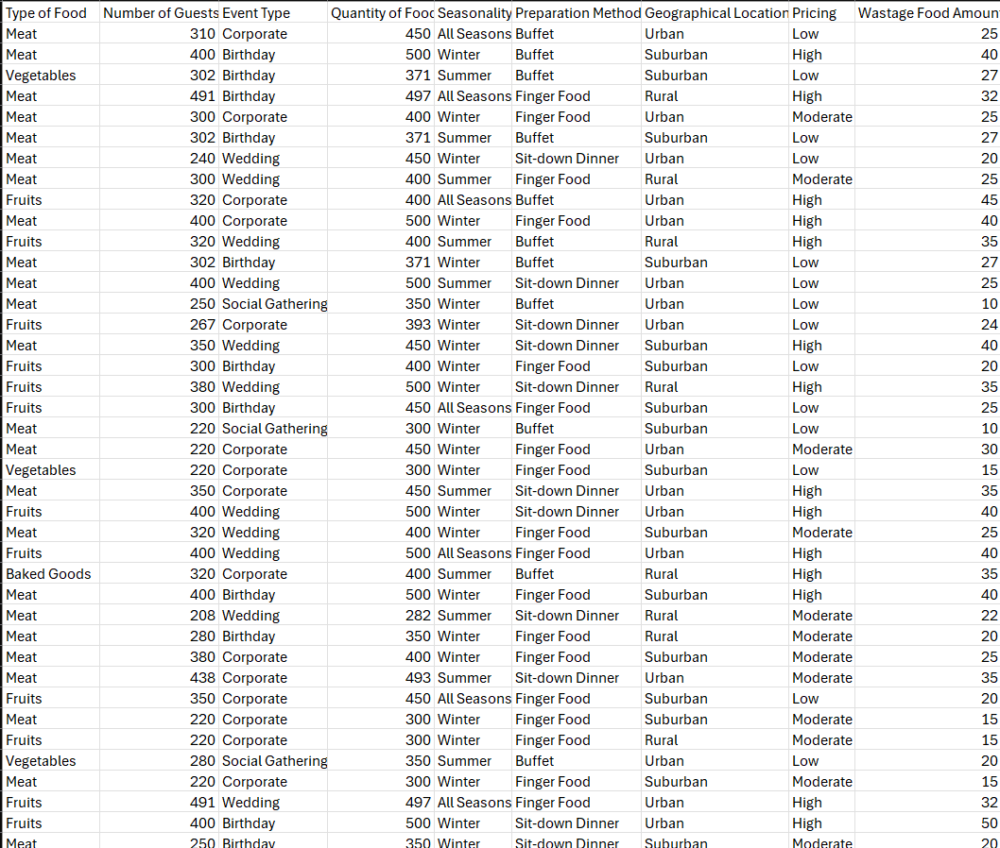 Type of Food Number of Guests Event Type Quantity of Food Seasonality Preparation Method Geographical Location Pricing Wastage Food Amoun
Meat 310 Corporate 450 All Seasons Buffet Urban Low 25
Meat 400 Birthday 500 Winter Buffet Suburban High 40
Vegetables 302 Birthday 371 Summer Buffet Suburban Low 27
Meat 491 Birthday 497 All Seasons Finger Food Rural High 32
Meat 300 Corporate 400 Winter Finger Food Urban Moderate 25
Meat 302 Birthday 371 Summer Buffet Suburban Low 27
Meat 240 Wedding 450 Winter Sit-down Dinner Urban Low 20
Meat 300 Wedding 400 Summer Finger Food Rural Moderate 25
Fruits 320 Corporate 400 All Seasons Buffet Urban High 45
Meat 400 Corporate 500 Winter Finger Food Urban High 40
Fruits 320 Wedding 400 Summer Buffet Rural High 35
Meat 302 Birthday 371 Winter Buffet Suburban Low 27
Meat 400 Wedding 500 Summer Sit-down Dinner Urban Low 25
Meat 250 Social Gathering 350 Winter Buffet Urban Low 10
Fruits 267 Corporate 393 Winter Sit-down Dinner Urban Low 24
Meat 350 Wedding 450 Winter Sit-down Dinner Suburban High 40
Fruits 300 Birthday 400 Winter Finger Food Suburban Low 20
Fruits 380 Wedding 500 Winter Sit-down Dinner Rural High 35
Fruits 300 Birthday 450 All Seasons Finger Food Suburban Low 25
Meat 220 Social Gathering 300 Winter Buffet Suburban Low 10
Meat 220 Corporate 450 Winter Finger Food Urban Moderate 30
Vegetables 220 Corporate 300 Winter Finger Food Suburban Low 15
Meat 350 Corporate 450 Summer Sit-down Dinner Urban High 35
Fruits 400 Wedding 500 Winter Sit-down Dinner Urban High 40
Meat 320 Wedding 400 Winter Finger Food Suburban Moderate 25
Fruits 400 Wedding 500 All Seasons Finger Food Urban High 40
Baked Goods 320 Corporate 400 Summer Buffet Rural High 35
Meat 400 Birthday 500 Winter Finger Food Suburban High 40
Meat 208 Wedding 282 Summer Sit-down Dinner Rural Moderate 22
Meat 280 Birthday 350 Winter Finger Food Rural Moderate 20
Meat 380 Corporate 400 Winter Finger Food Suburban Moderate 25
Meat 438 Corporate 493 Summer Sit-down Dinner Urban Moderate 35
Fruits 350 Corporate 450 All Seasons Finger Food Suburban Low 20
Meat 220 Corporate 300 Winter Finger Food Suburban Moderate 15
Fruits 220 Corporate 300 Winter Finger Food Rural Moderate 15
Vegetables 280 Social Gathering 350 Summer Buffet Urban Low 20
Meat 220 Corporate 300 Winter Finger Food Suburban Moderate 15
Fruits 491 Wedding 497 All Seasons Finger Food Urban High 32
Fruits 400 Birthday 500 Winter Sit-down Dinner Urban High 50
Meat 250 Birthday 350 Winter Sit-down Dinner Suburban Moderate 20